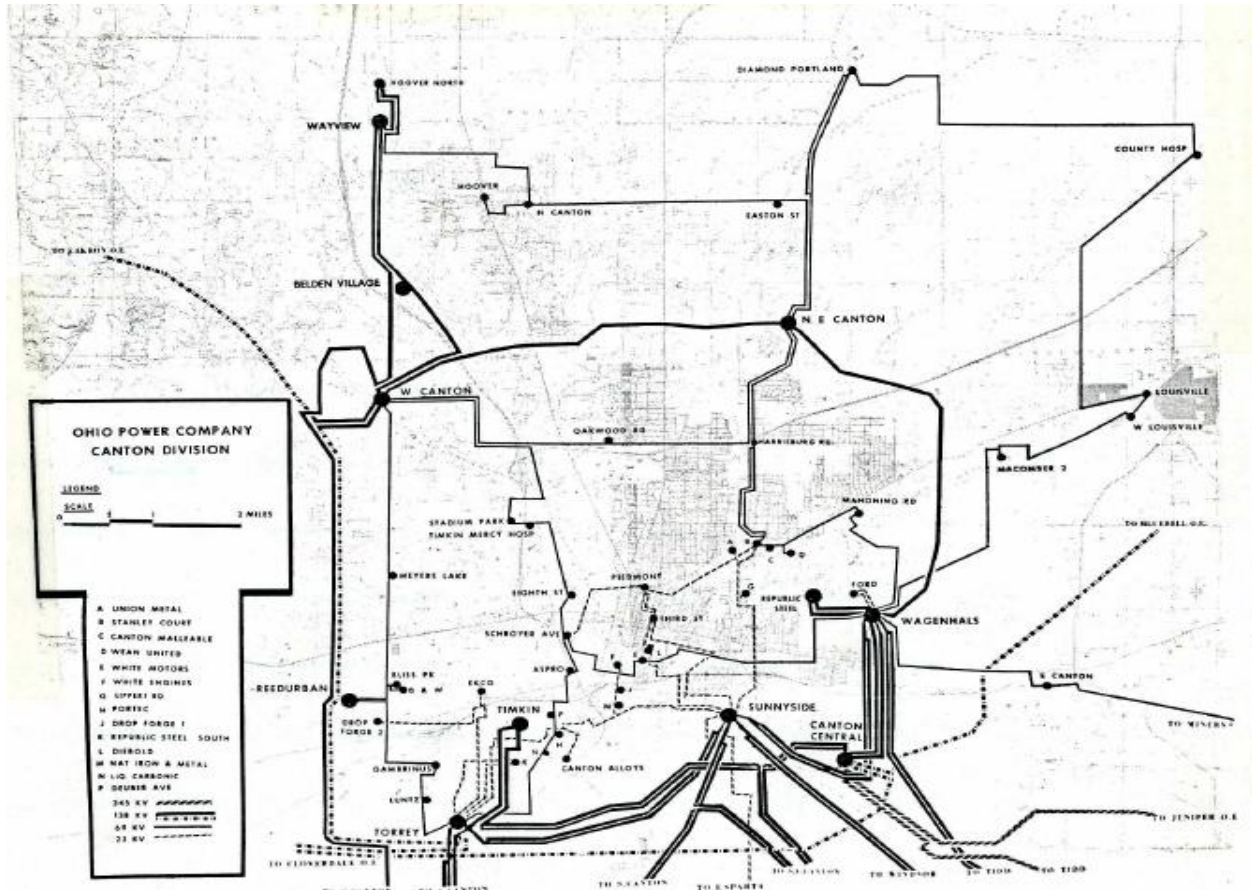 HOOVER NORTH
DIAMOND PORTLAND
WAYVIEW
COUNTY HOSP
HOOVER
N CANTON
EASTON ST
BELDEN VILLAGE
N. E CANTON
W. CANTON
LOUISVILLE
W LOUISVILLE
OAKWOOD RD
HARRISBURG RD
MACOMBER 2
OHIO POWER COMPANY
CANTON DIVISION
LEGEND
SCALE
2 MILES
MAHONING RD
STADIUM PARK
TIMKIN MERCY HOSP
A
B
C
D
MEYERS LAKE
PIEDMONT
EIGHTH ST
G
REPUBLIC
STEEL
FORD
THIRD ST
WAGENHALS
SCHROYER AVE
L
F
ASPRO
BLISS PK
B & W
EKCO
J
M
S CANTON
REEDURBAN
TIMKIN
P
SUNNYSIDE
DROP
FORGE 2
CANTON
CENTRAL
H
N
K
CANTON ALLOYS
GAMBRINUS
LUNTZ
TORREY
A UNION METAL
B STANLEY COURT
C CANTON MALLEABLE
D WEAN UNITED
E WHITE MOTORS
F WHITE ENGINES
G SIPPERT RD
H PORTEC
J DROP FORGE 1
K REPUBLIC STEEL SOUTH
L DIEBOLD
M NAT IRON & METAL
N LIQ CARBONIC
P DEUBER AVE
345 KV
138 KV
69 KV
23 KV
TO CLOVERDALE O.E
TO S.CANTON
TO WINDSOR
TO TIDD
TO TIDD
TO JUNIPER O.E